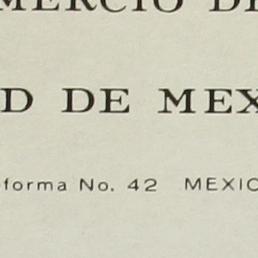 MERCIO DE
D DE MEX
forma No. 42 MEXIC